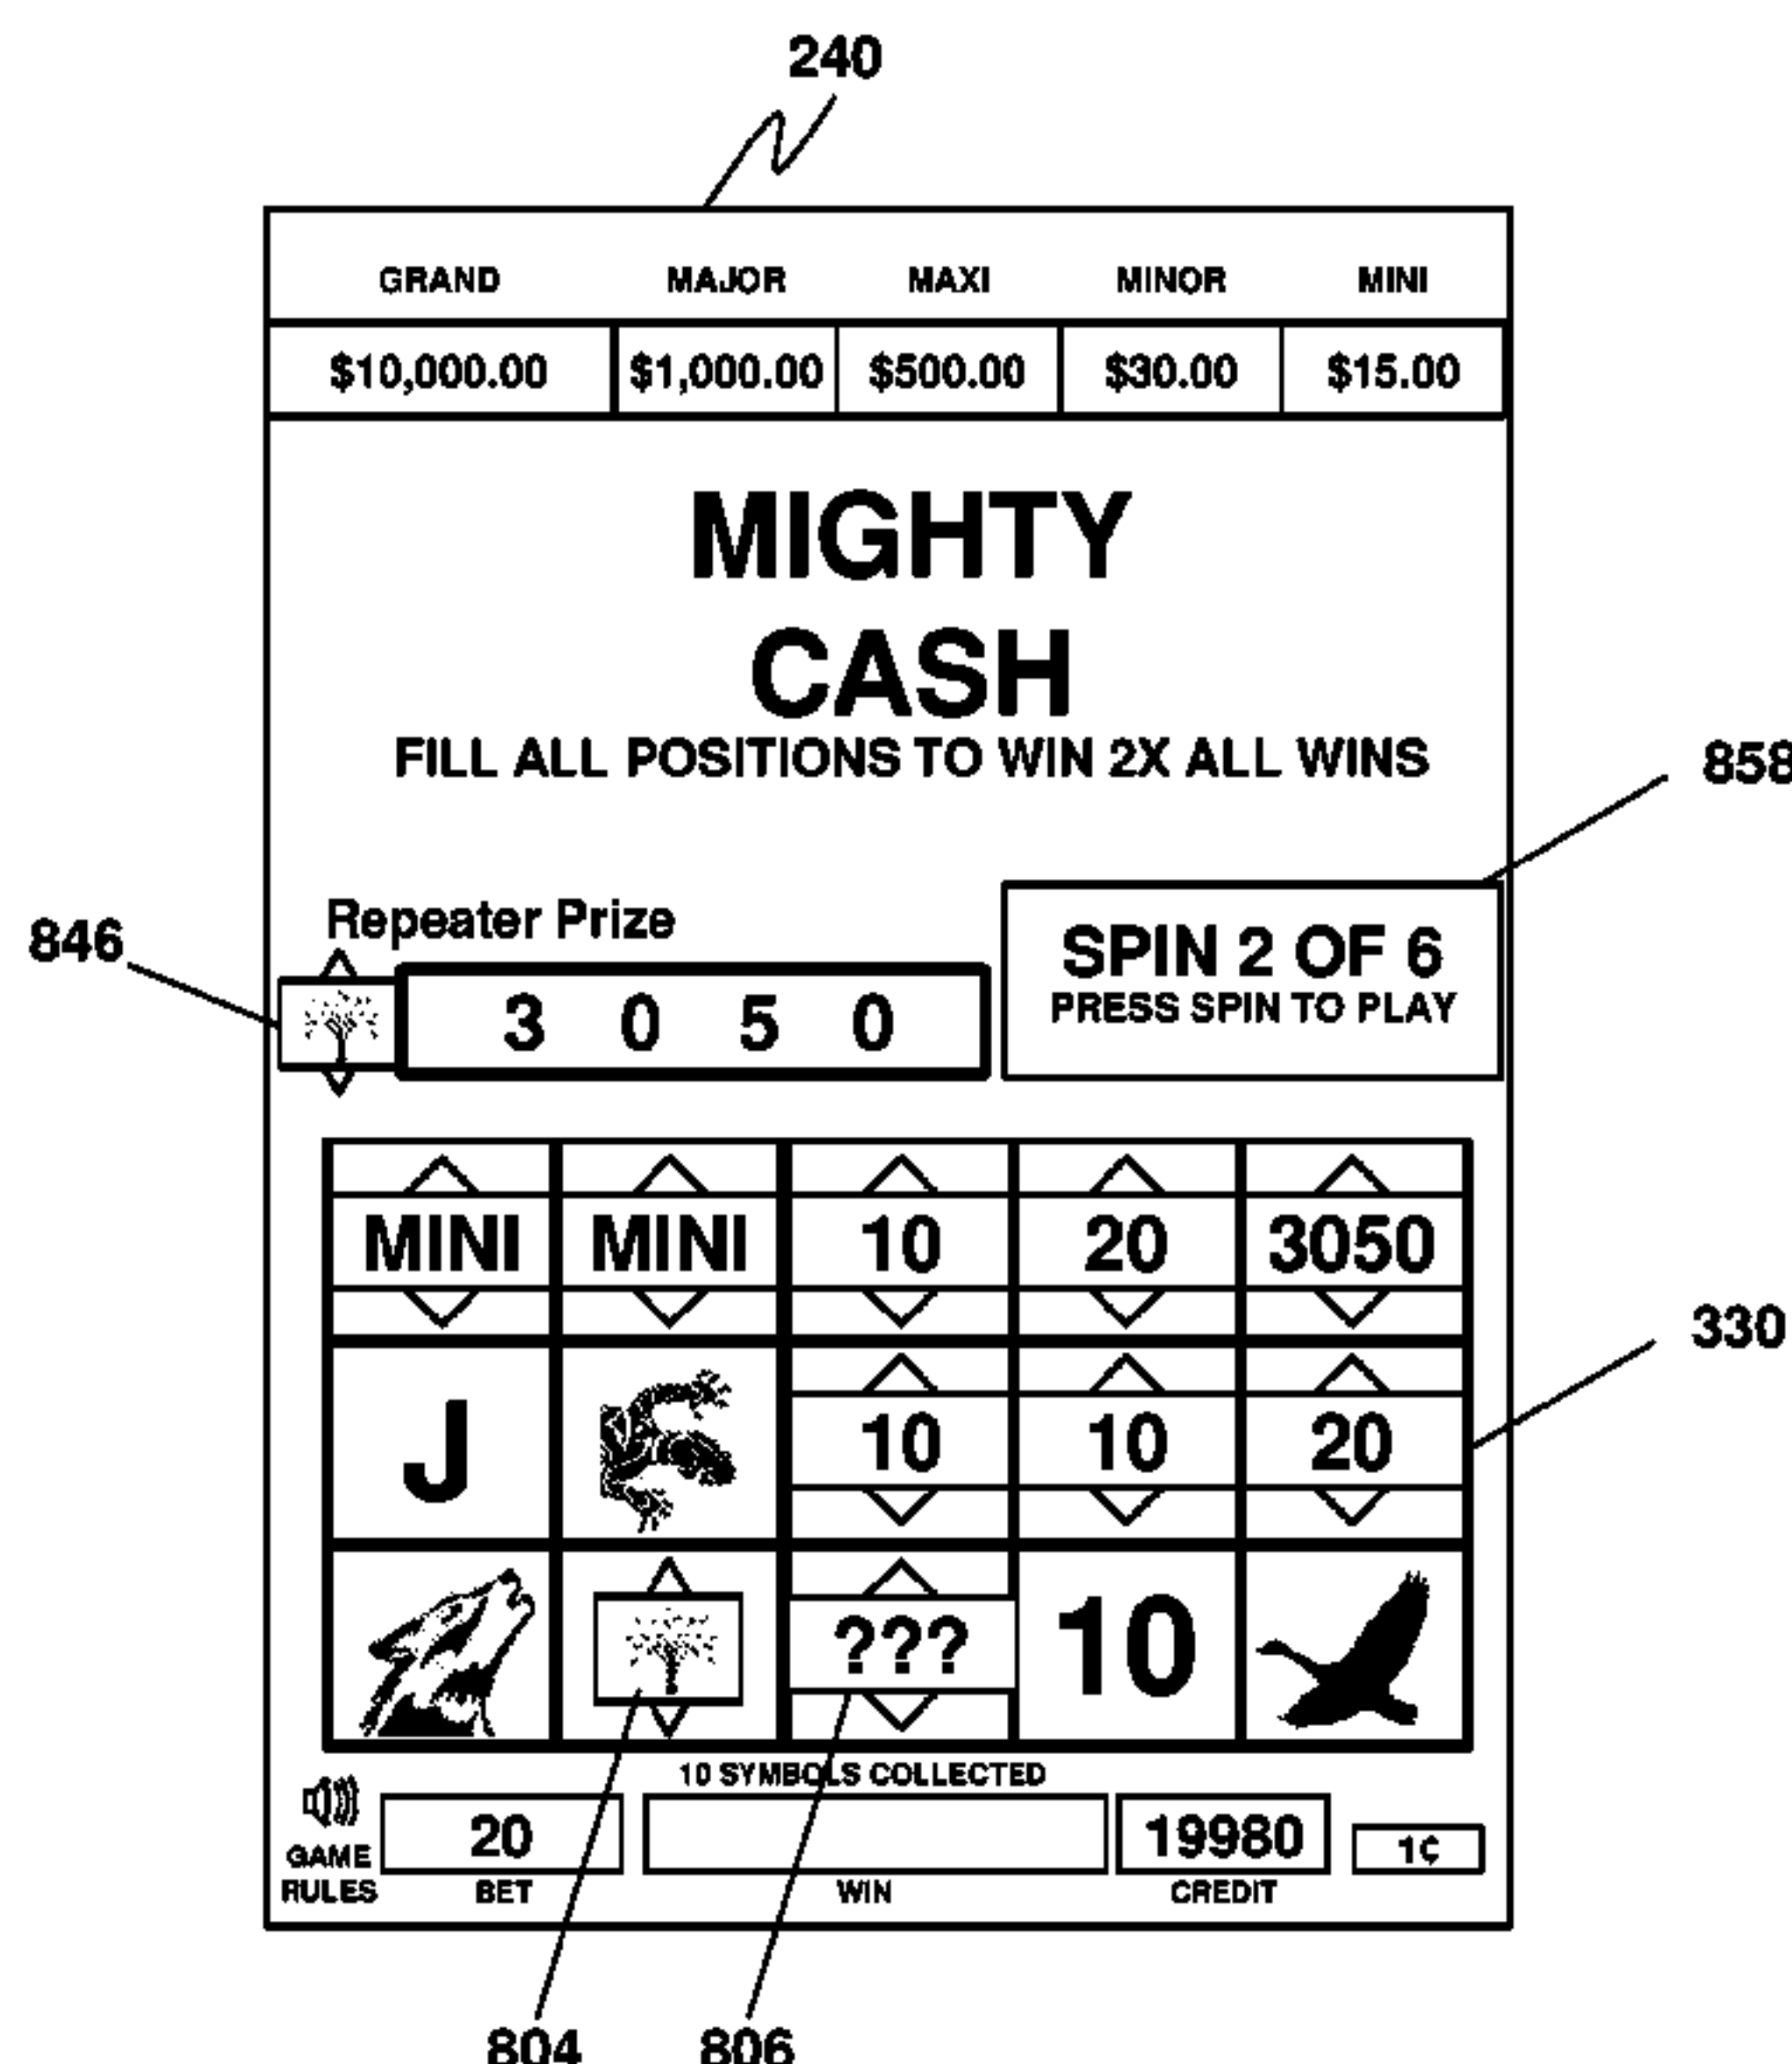 240
GRAND MAJOR MAXI MINOR MINI
$10,000.00 $1,000.00 $500.00 $30.00 $15.00
MIGHTY
CASH
FILL ALL POSITIONS TO WIN 2X ALL WINS
858
Repeater Prize
846
3 0 5 0
SPIN 2 OF 6
PRESS SPIN TO PLAY
MINI MINI 10 20 3050
330
J 10 10 20
??? 10
10 SYMBOLS COLLECTED
20 19980 1¢
GAME
RULES BET WIN CREDIT
804 806